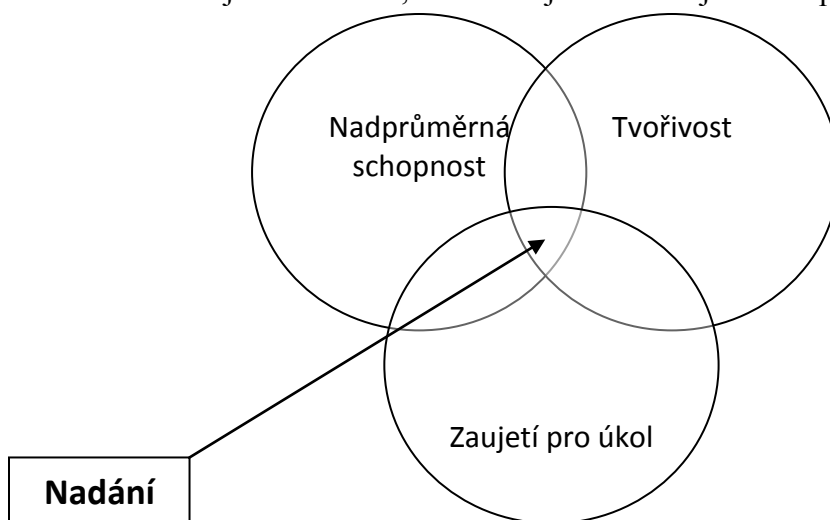 Nadprůměrná
schopnost
Tvořivost
Zaujetí pro úkol
Nadání